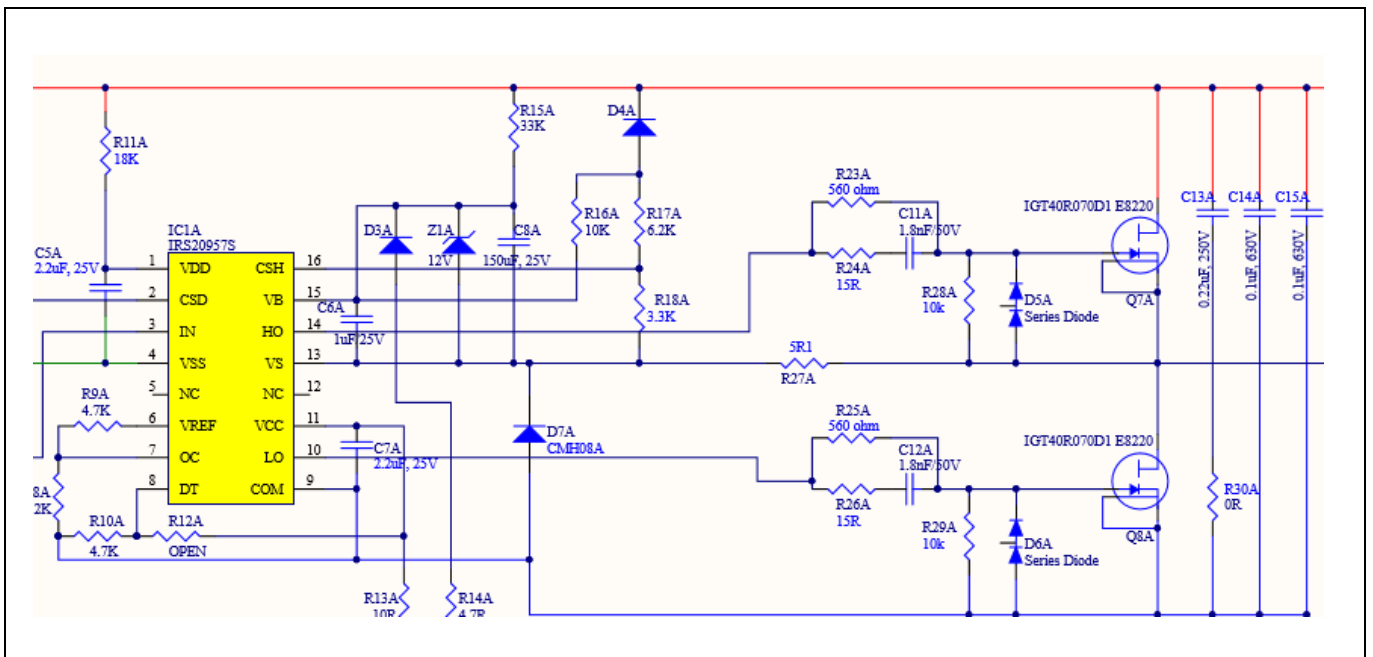 R11A
18K
R15A
33K
D4A
R16A
10K
R17A
6.2K
R23A
560 ohm
C11A
1.8nF/50V
R24A
15R
IGT40R070D1 E8220
C13A
C14A
C15A
0.22uF, 250V
0.1uF, 630V
0.1uF, 630V
IC1A
IRS20957S
C5A
2.2uF, 25V
D3A
Z1A
12V
C8A
150uF, 25V
1
VDD
CSH
16
2
CSD
VB
15
3
IN
HO
14
4
VSS
VS
13
5
NC
NC
12
6
VREF
VCC
11
7
OC
LO
10
8
DT
COM
9
C6A
1uF/25V
R18A
3.3K
R28A
10k
D5A
Series Diode
Q7A
5R1
R27A
R9A
4.7K
C7A
2.2uF, 25V
D7A
CMH08A
R25A
560 ohm
C12A
1.8nF/50V
R26A
15R
IGT40R070D1 E8220
8A
2K
R10A
4.7K
R12A
OPEN
R29A
10k
D6A
Series Diode
Q8A
R30A
0R
R13A
10R
R14A
4.7R